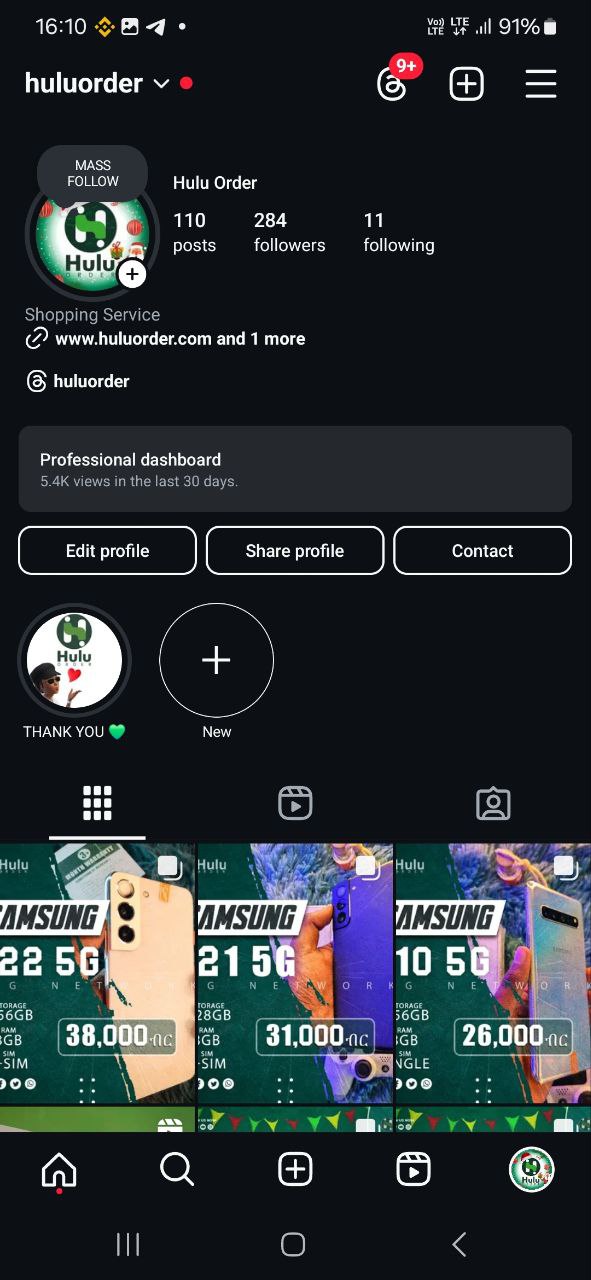 16:10
Vo) LTE
LTE
91%
huluorder
9+
MASS
FOLLOW
Hulu Order
110 posts
284 followers
11 following
Hulu
ORDER
Shopping Service
www.huluorder.com and 1 more
huluorder
Professional dashboard
5.4K views in the last 30 days.
Edit profile
Share profile
Contact
Hulu
ORDER
THANK YOU 💚
New
Hulu
WARRANTY
AMSUNG
22 5G
G NETWORK
TORAGE
56GB
RAM
8GB
SIM
-SIM
38,000 ብር
Hulu
AMSUNG
21 5G
G NETWORK
TORAGE
28GB
RAM
8GB
SIM
-SIM
31,000 ብር
Hulu
AMSUNG
10 5G
G NETWORK
TORAGE
56GB
RAM
8GB
SIM
NGLE
26,000 ብር
Hulu